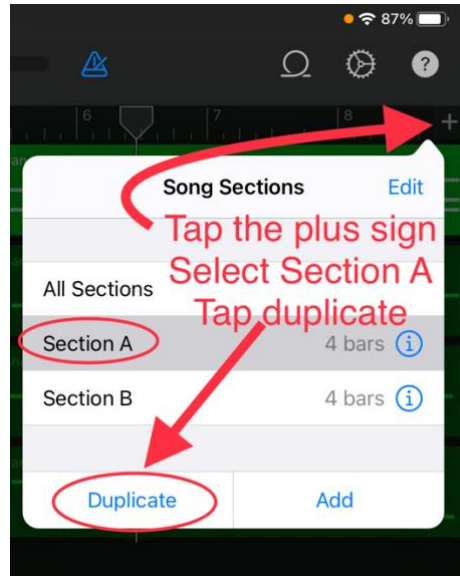 87%
?
6 7 8 +
Song Sections Edit
Tap the plus sign
Select Section A
All Sections
Tap duplicate
Section A 4 bars i
Section B 4 bars i
Duplicate Add